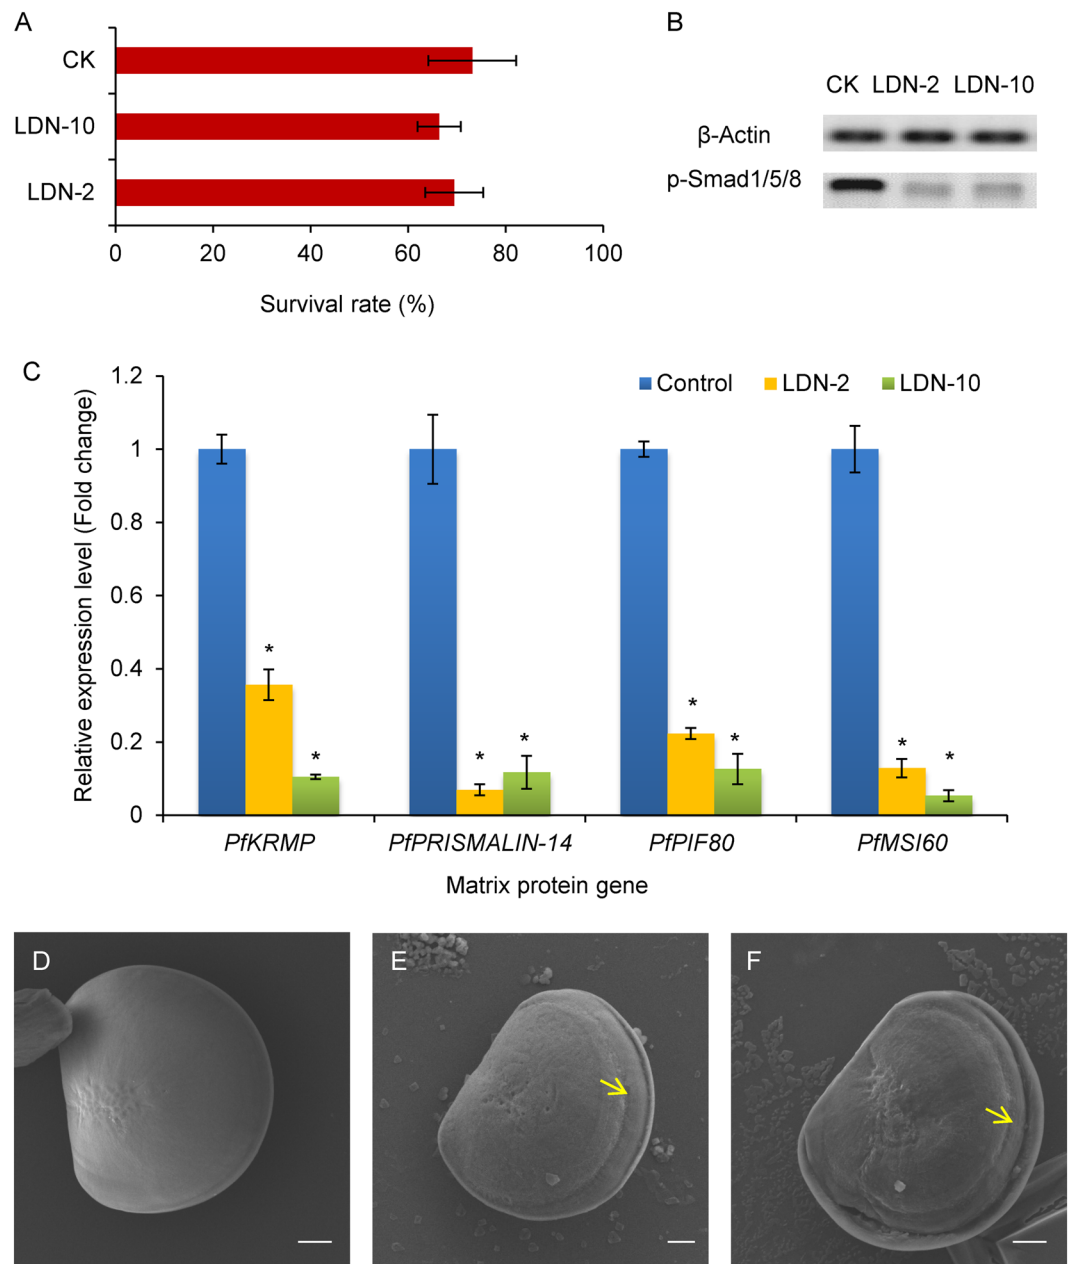 A
CK
LDN-10
LDN-2
0 20 40 60 80 100
Survival rate (%)
B
CK LDN-2 LDN-10
β-Actin
p-Smad1/5/8
C
Control LDN-2 LDN-10
Relative expression level (Fold change)
1.2
1
0.8
0.6
0.4
0.2
0
* * * * * * * *
PfKRMP PfPRISMALIN-14 PfPIF80 PfMSI60
Matrix protein gene
D
E
F